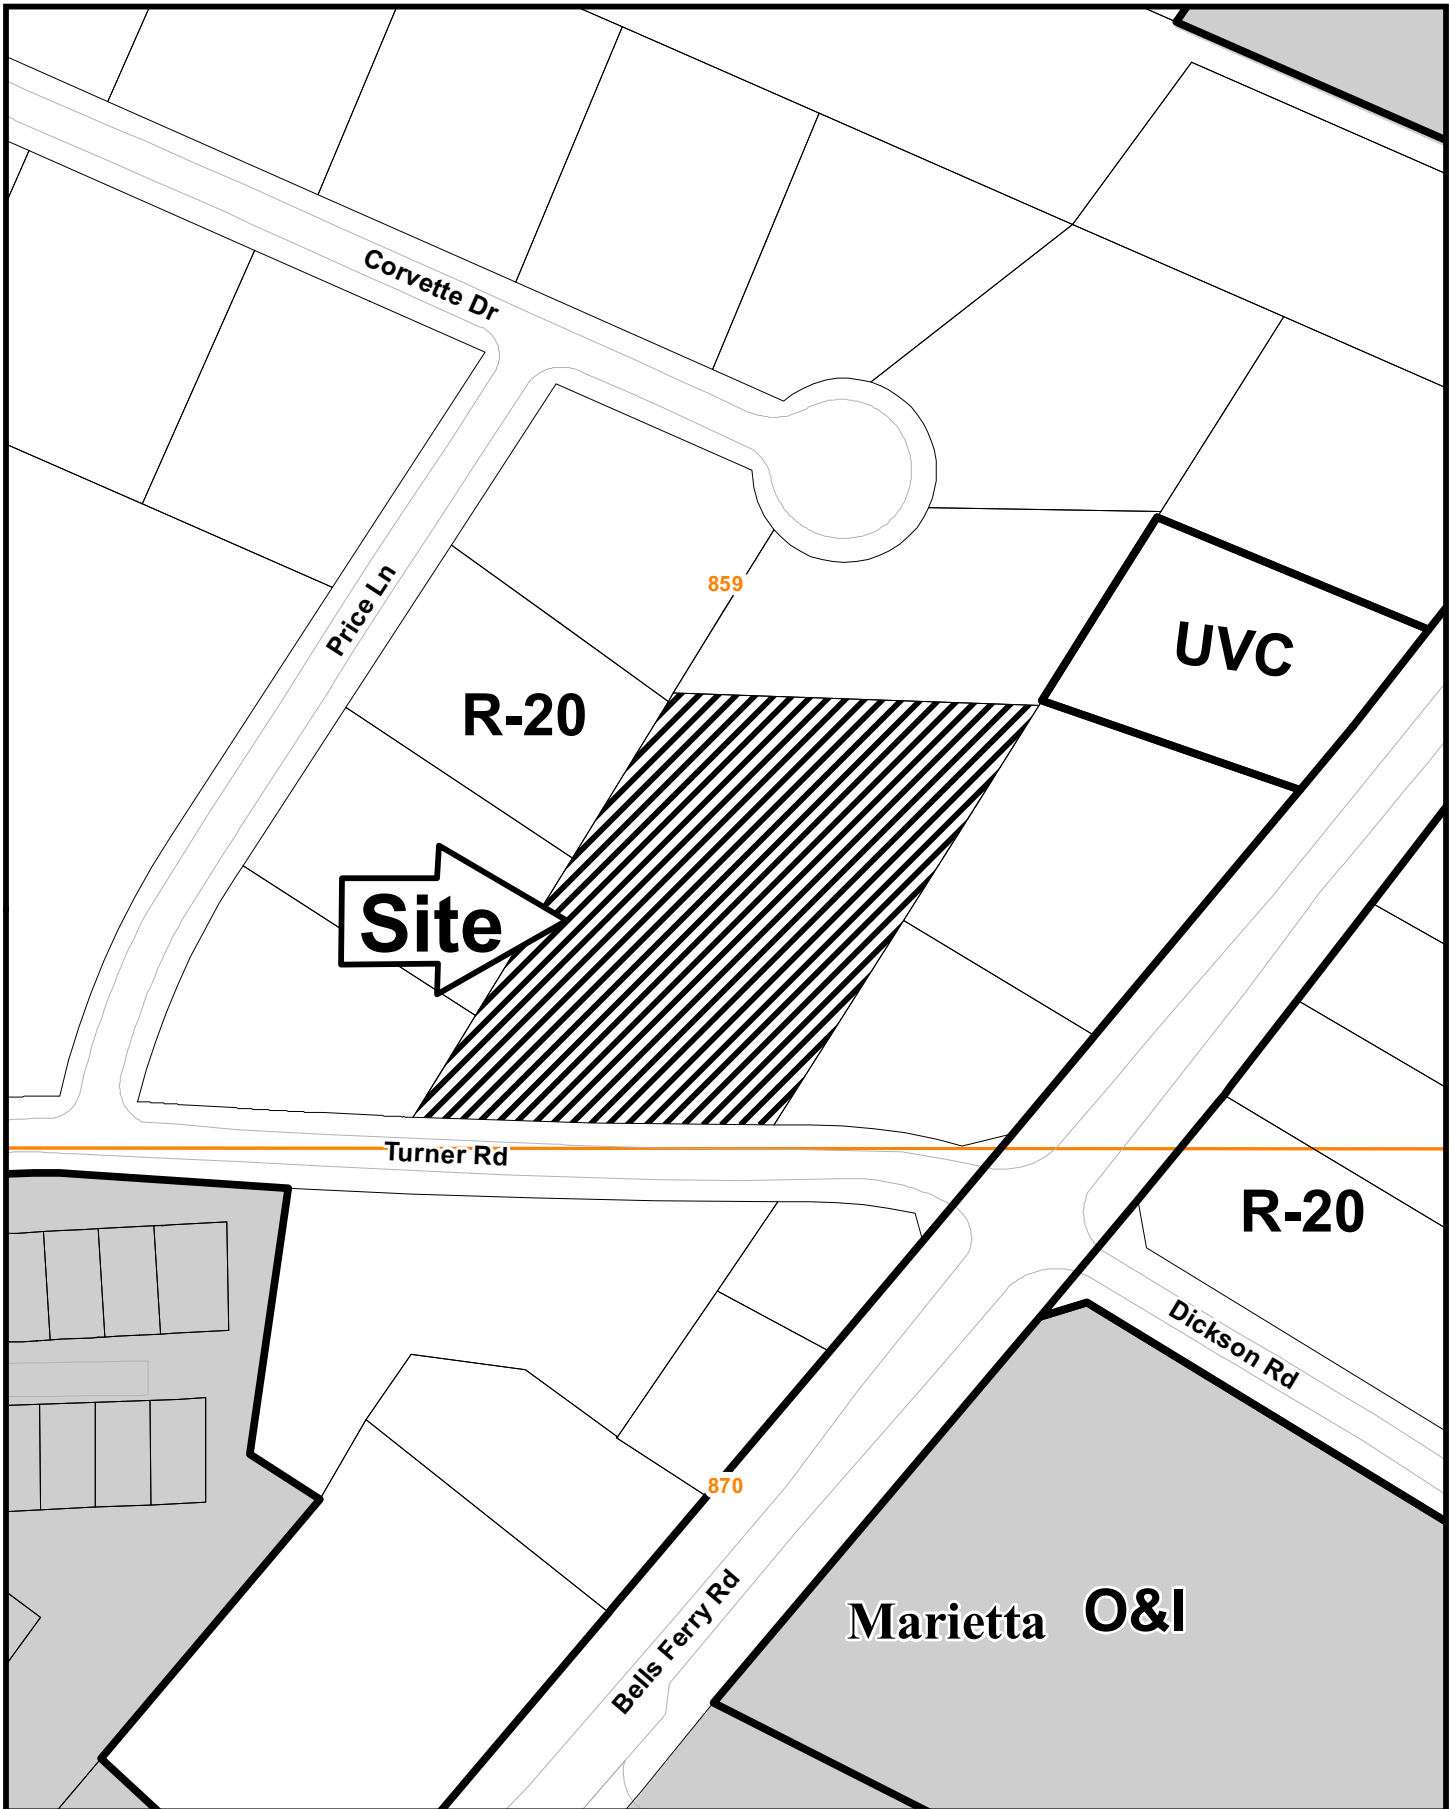 Corvette Dr
859
Price Ln
UVC
R-20
Site
Turner Rd
R-20
Dickson Rd
870
Bells Ferry Rd
Marietta O&I